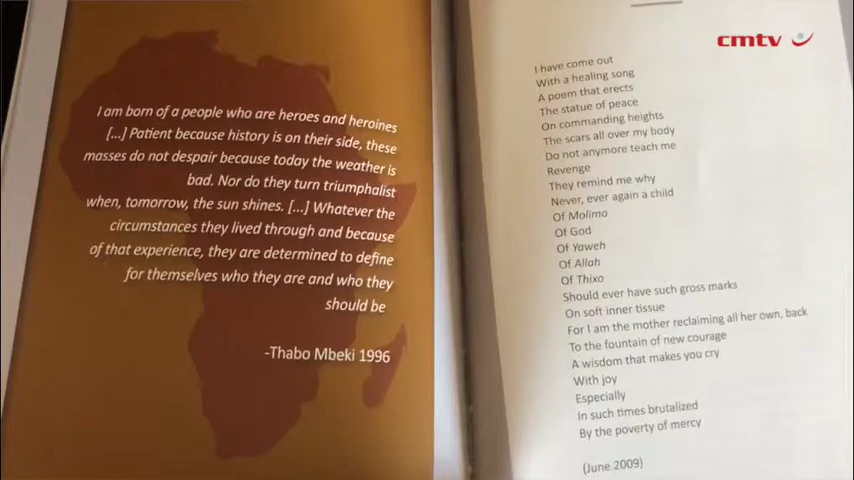 I am born of a people who are heroes and heroines
[...] Patient because history is on their side, these
masses do not despair because today the weather is
bad. Nor do they turn triumphalist
when, tomorrow, the sun shines. [...] Whatever the
circumstances they lived through and because
of that experience, they are determined to define
for themselves who they are and who they
should be
-Thabo Mbeki 1996
cmtv
I have come out
With a healing song
A poem that erects
The statue of peace
On commanding heights
The scars all over my body
Do not anymore teach me
Revenge
They remind me why
Never, ever again a child
Of Molimo
Of God
Of Yaweh
Of Allah
Of Thixo
Should ever have such gross marks
On soft inner tissue
For I am the mother reclaiming all her own, back
To the fountain of new courage
A wisdom that makes you cry
With joy
Especially
In such times brutalized
By the poverty of mercy
(June 2009)